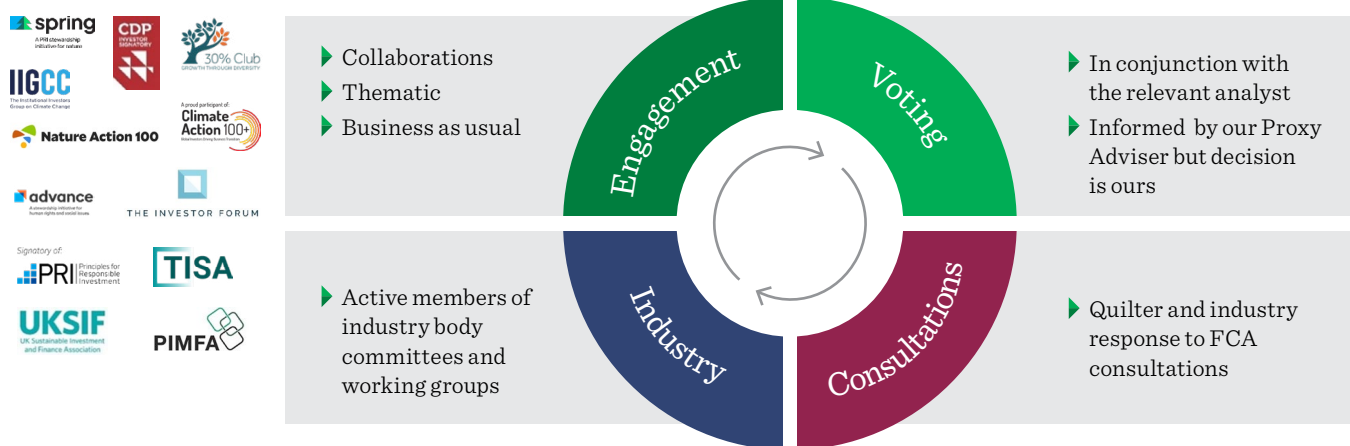 spring
A PRI stewardship
initiative for nature
CDP
INVESTOR
SIGNATORY
30% Club
GROWTH THROUGH DIVERSITY
IIGCC
The Institutional Investors
Group on Climate Change
A proud participant of:
Climate
Action 100+
Global Investors Driving Business Transition
Nature Action 100
advance
A stewardship initiative for
human rights and social issues
THE INVESTOR FORUM
Signatory of:
PRI Principles for
Responsible
Investment
TISA
UKSIF
UK Sustainable Investment
and Finance Association
PIMFA
Collaborations
Thematic
Business as usual
Engagement
Voting
In conjunction with
the relevant analyst
Informed by our Proxy
Adviser but decision
is ours
Active members of
industry body
committees and
working groups
Industry
Consultations
Quilter and industry
response to FCA
consultations